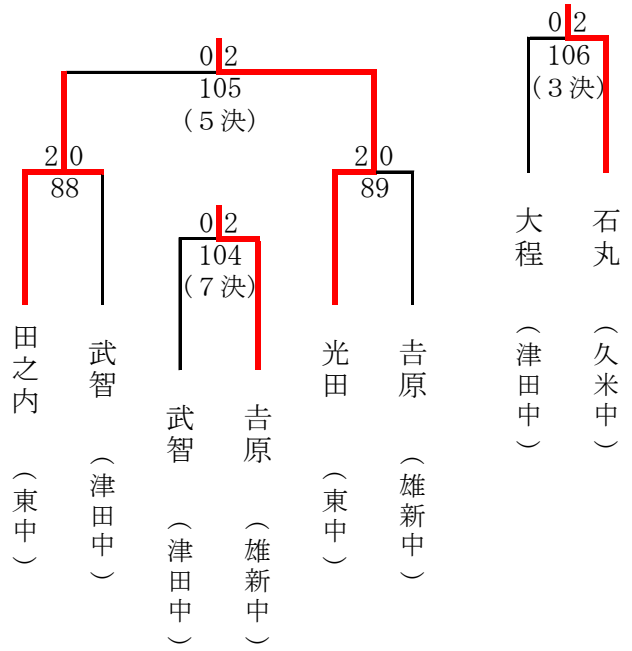 0 2
105
(５決)
2 0
88
2 0
89
0 2
104
(７決)
0 2
106
(３決)
田之内（東中）
武智（津田中）
武智（津田中）
吉原（雄新中）
光田（東中）
吉原（雄新中）
大程（津田中）
石丸（久米中）